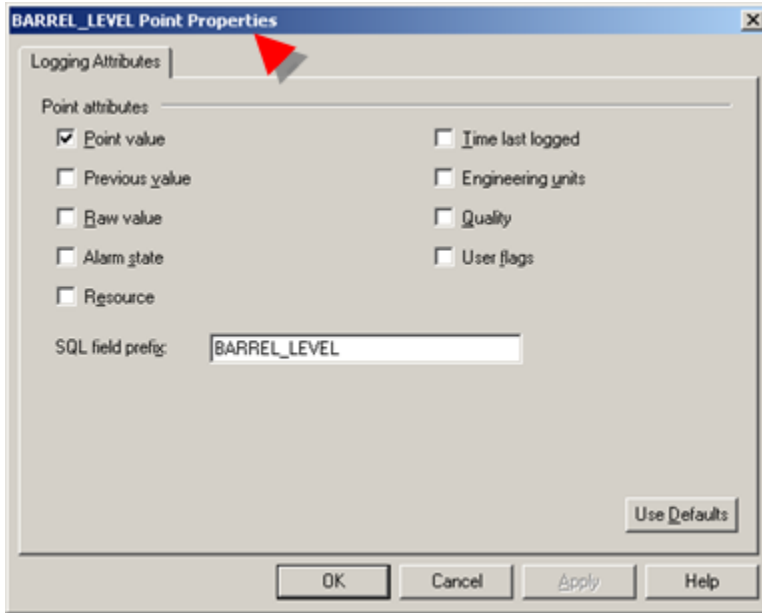 BARREL_LEVEL Point Properties
Logging Attributes
Point attributes
Point value
Time last logged
Previous value
Engineering units
Raw value
Quality
Alarm state
User flags
Resource
SQL field prefix:
BARREL_LEVEL
Use Defaults
OK
Cancel
Apply
Help